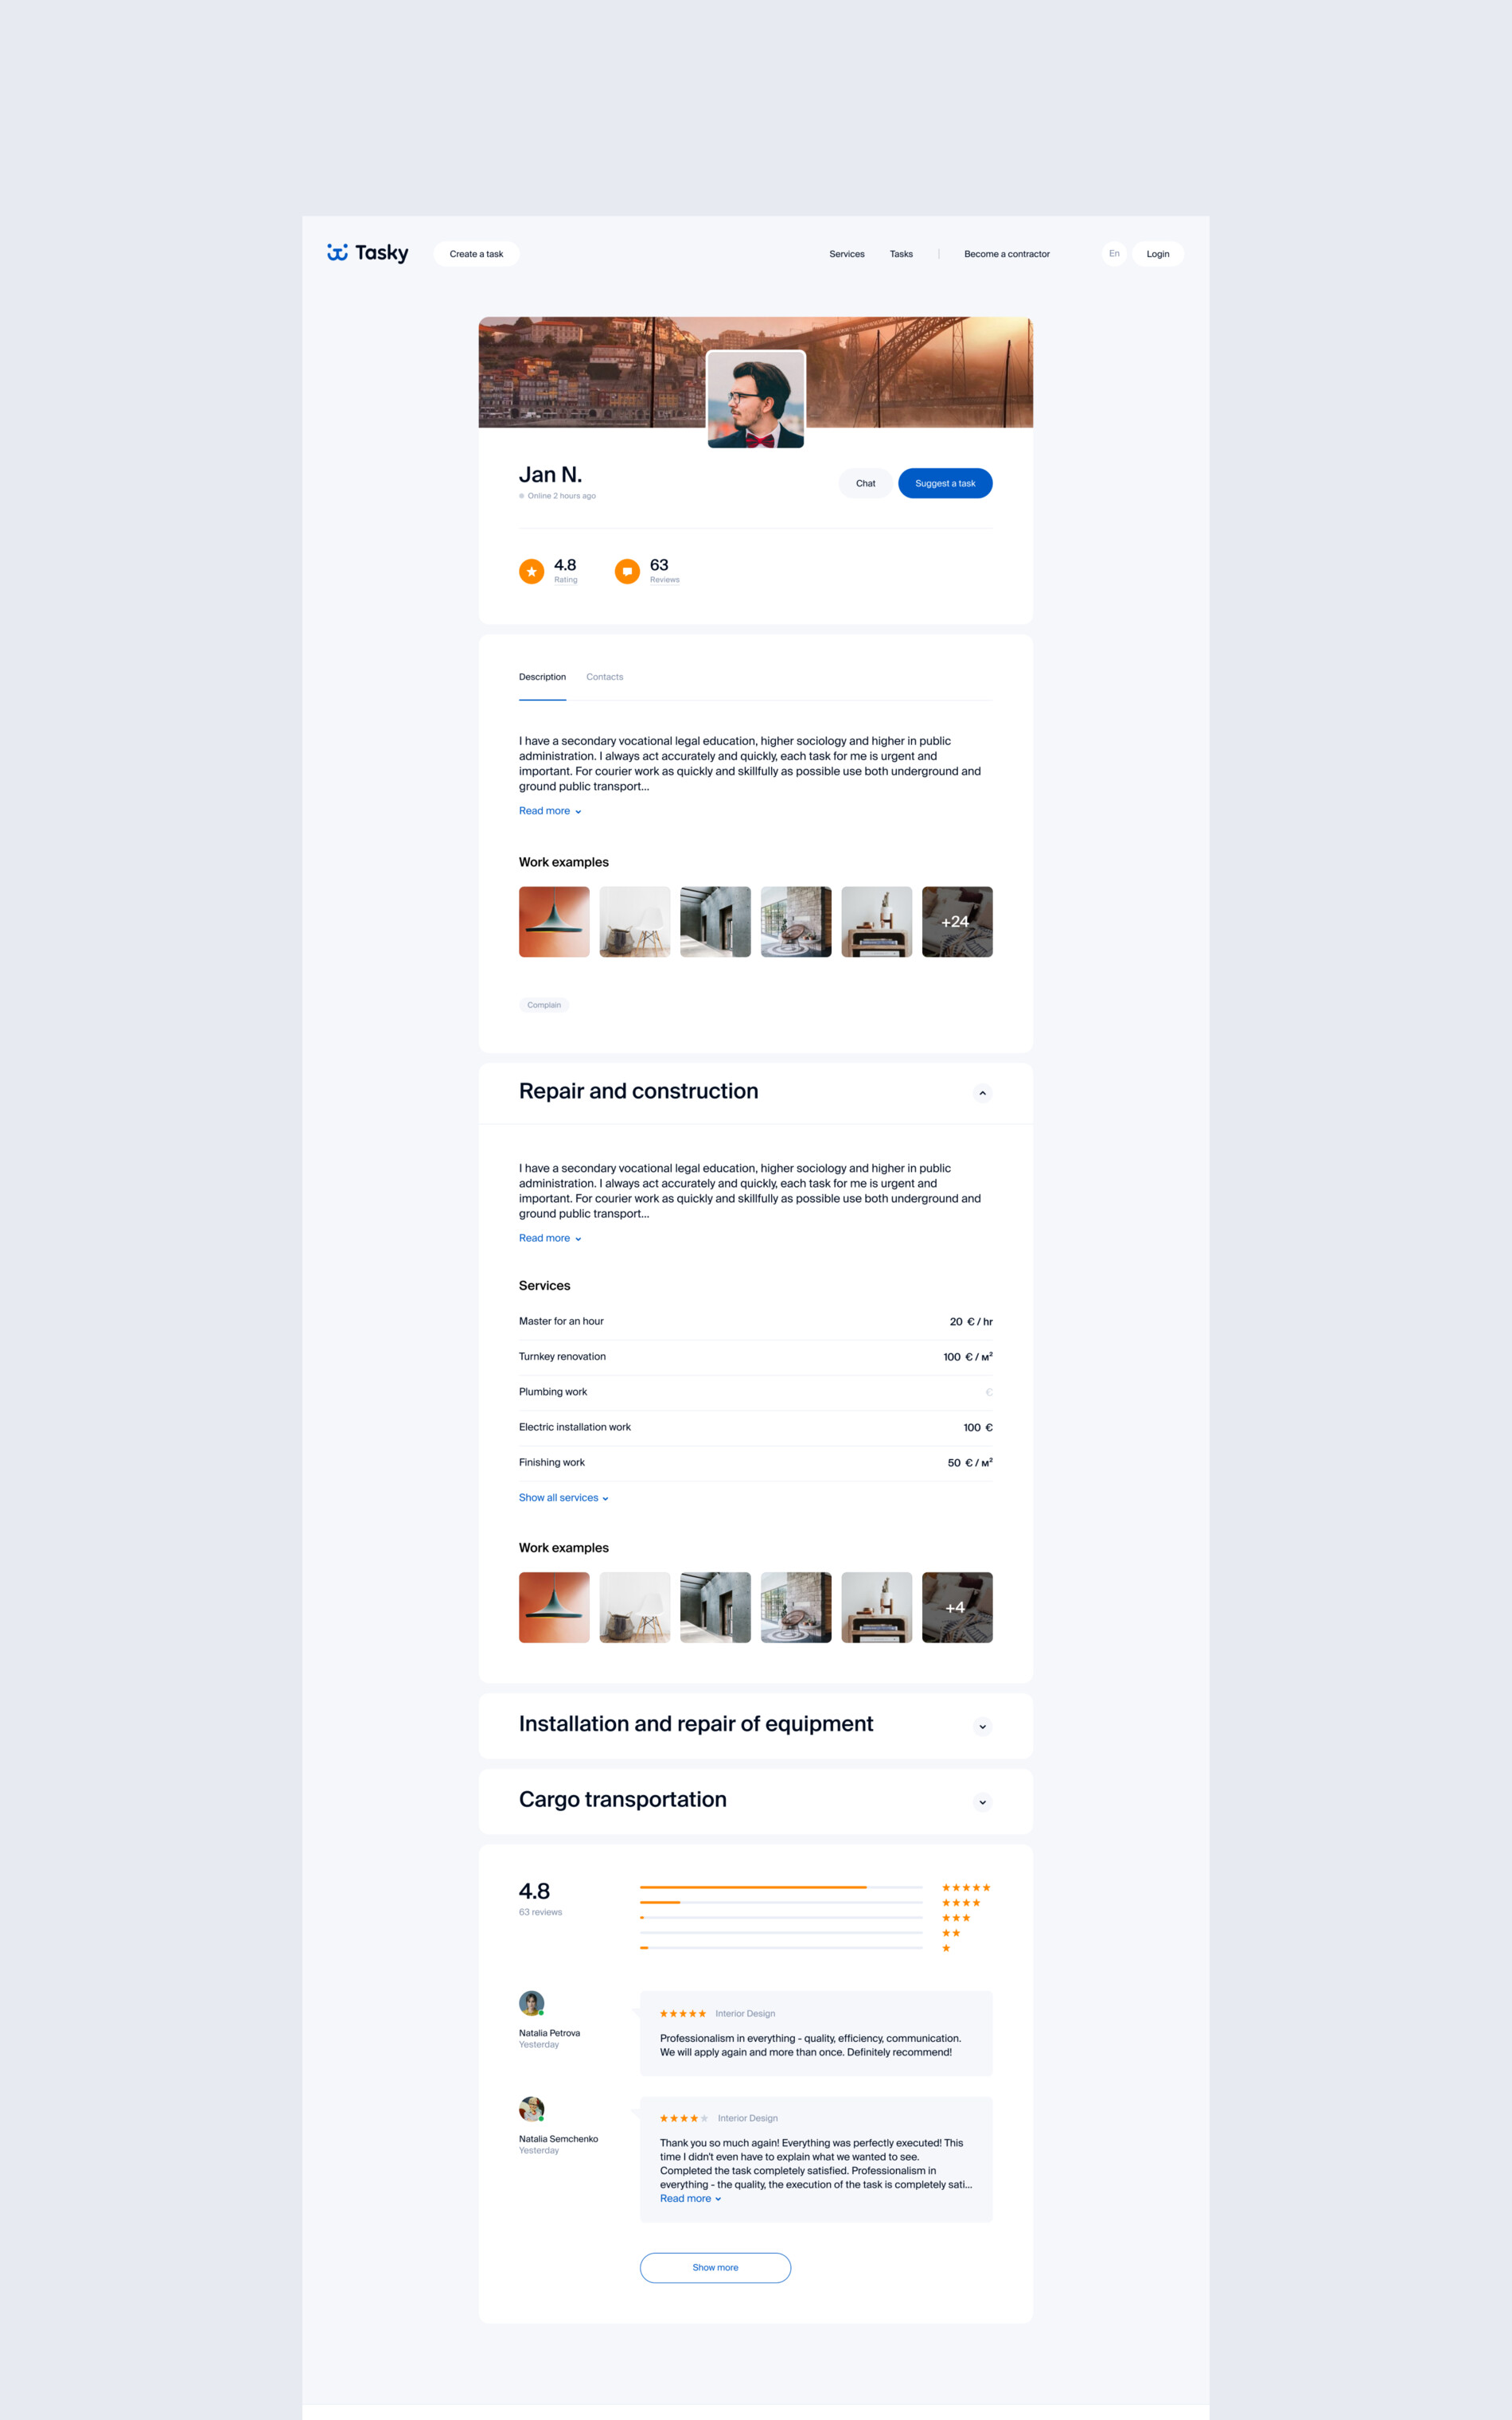 Tasky
Create a task
Services
Tasks
Become a contractor
En
Login
Jan N.
Online 2 hours ago
Chat
Suggest a task
4.8
Rating
63
Reviews
Description
Contacts
I have a secondary vocational legal education, higher sociology and higher in public
administration. I always act accurately and quickly, each task for me is urgent and
important. For courier work as quickly and skillfully as possible use both underground and
ground public transport...
Read more
Work examples
+24
Complain
Repair and construction
I have a secondary vocational legal education, higher sociology and higher in public
administration. I always act accurately and quickly, each task for me is urgent and
important. For courier work as quickly and skillfully as possible use both underground and
ground public transport...
Read more
Services
Master for an hour
20 € / hr
Turnkey renovation
100 € / м²
Plumbing work
€
Electric installation work
100 €
Finishing work
50 € / м²
Show all services
Work examples
+4
Installation and repair of equipment
Cargo transportation
4.8
63 reviews
Natalia Petrova
Yesterday
Interior Design
Professionalism in everything - quality, efficiency, communication.
We will apply again and more than once. Definitely recommend!
Natalia Semchenko
Yesterday
Interior Design
Thank you so much again! Everything was perfectly executed! This
time I didn't even have to explain what we wanted to see.
Completed the task completely satisfied. Professionalism in
everything - the quality, the execution of the task is completely sati...
Read more
Show more